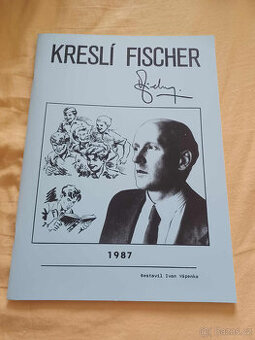 KRESLÍ FISCHER
1987
Sestavil Ivan Vápenka